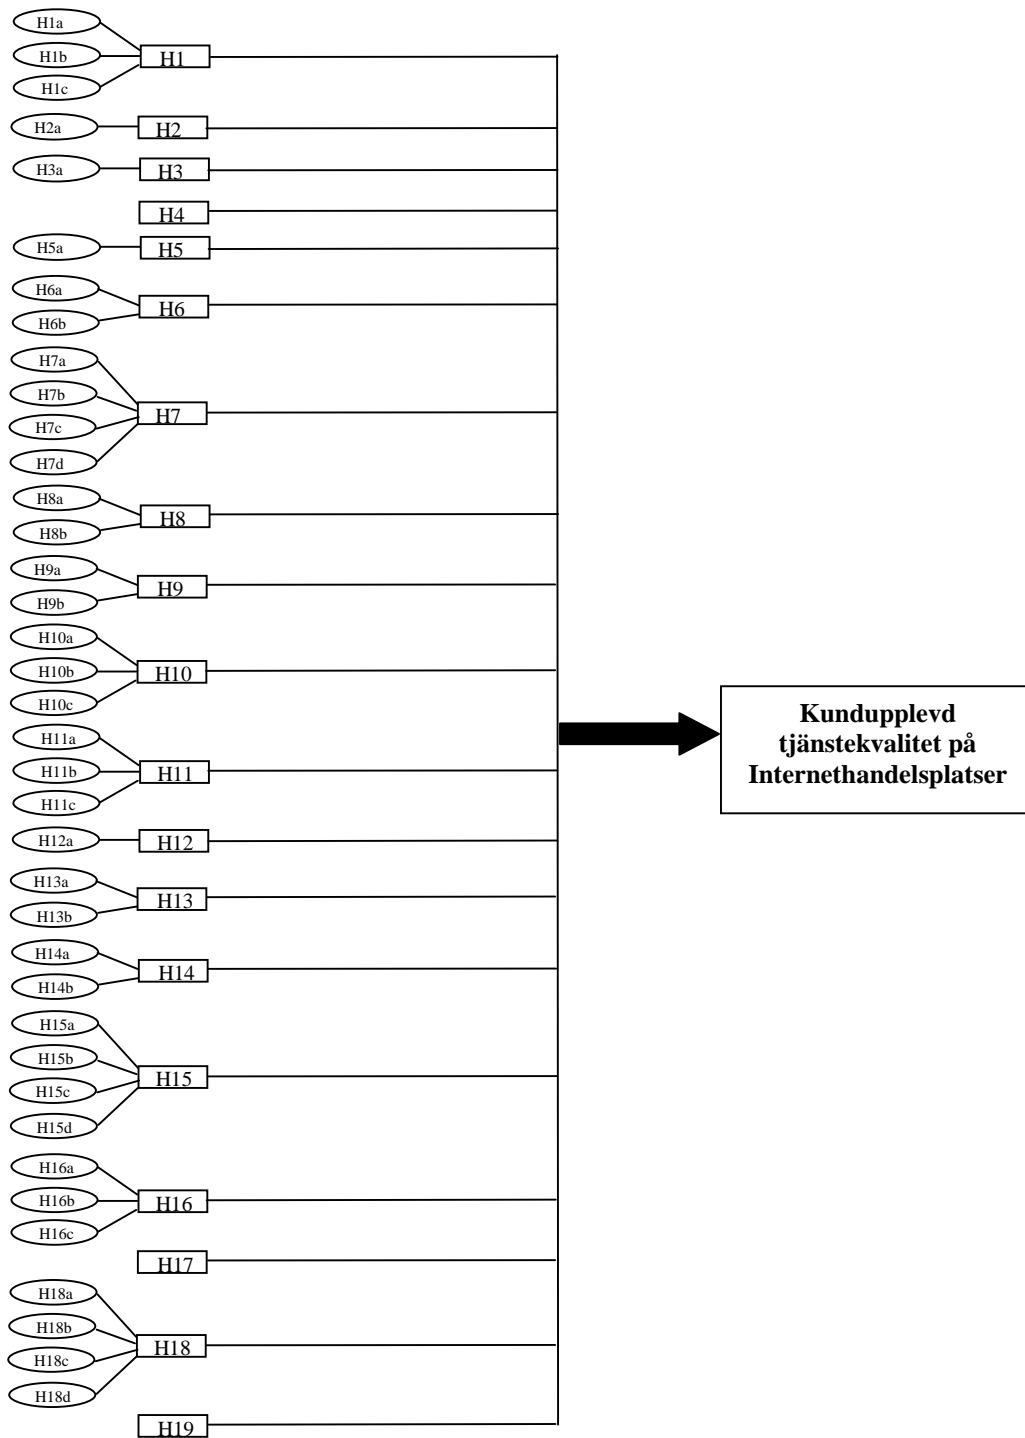 H1a
H1b
H1
H1c
H2a
H2
H3a
H3
H4
H5a
H5
H6a
H6
H6b
H7a
H7b
H7
H7c
H7d
H8a
H8
H8b
H9a
H9
H9b
H10a
H10b
H10
H10c
H11a
H11b
H11
H11c
H12a
H12
H13a
H13
H13b
H14a
H14
H14b
H15a
H15b
H15
H15c
H15d
H16a
H16b
H16
H16c
H17
H18a
H18b
H18
H18c
H18d
H19
Kundupplevd
tjänstekvalitet på
Internethandelsplatser